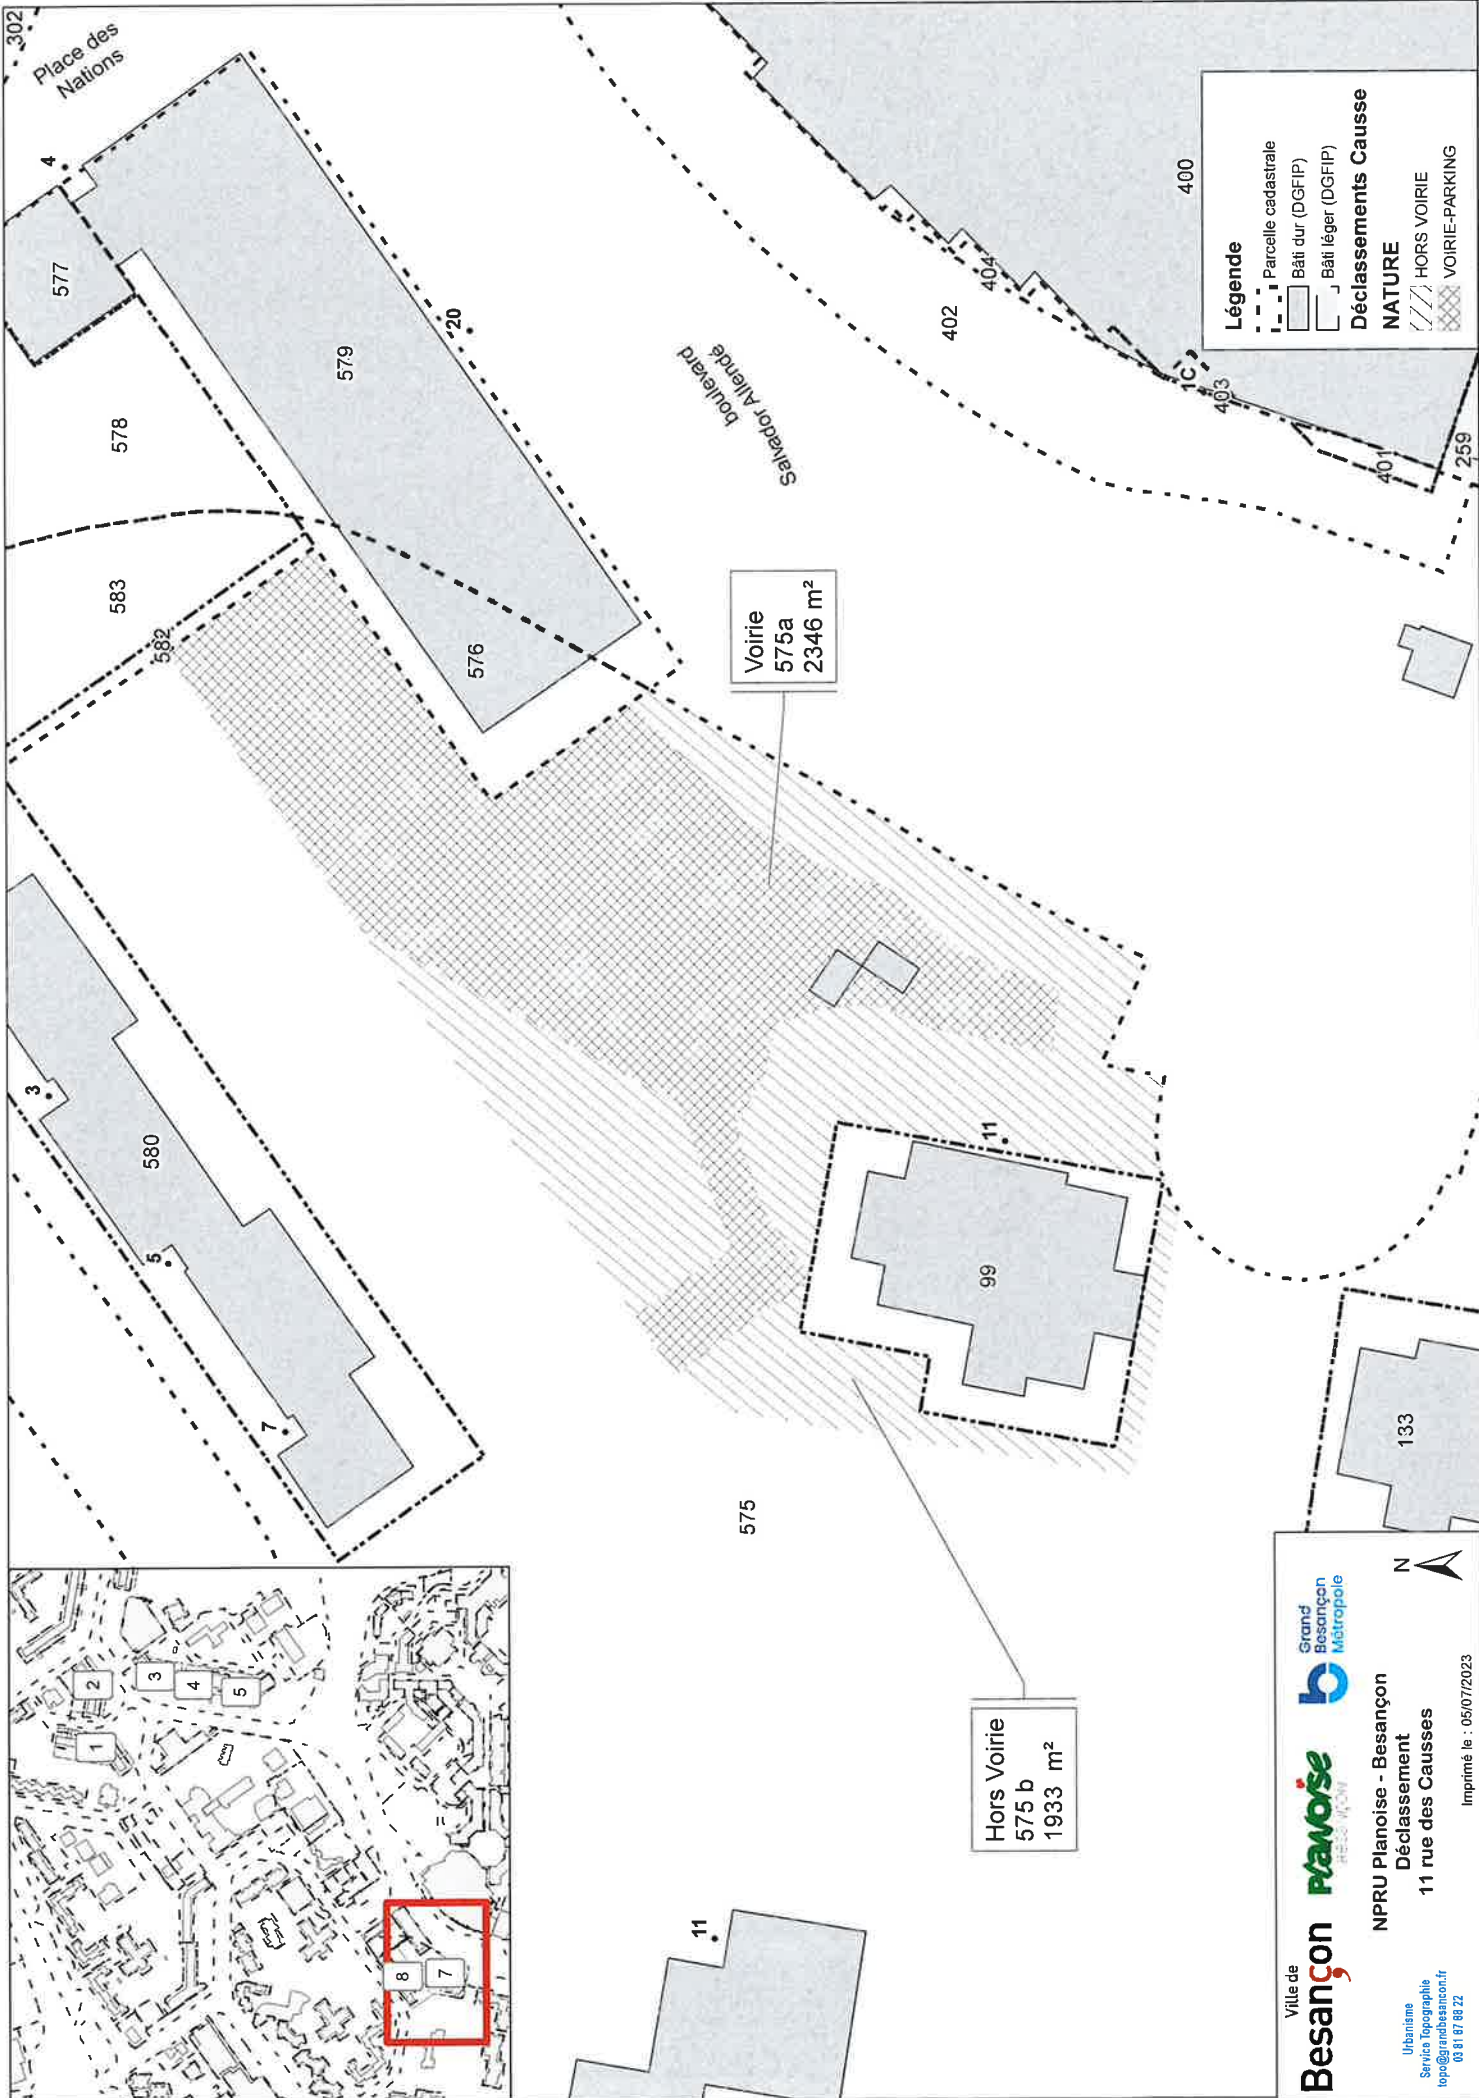 302
Place des
Nations
4
577
578
579
20
583
582
576
boulevard
Salvador Allendé
402
404
400
1C
403
401
259
Légende
Parcelle cadastrale
Bâti dur (DGFIP)
Bâti léger (DGFIP)
Déclassements Causse
NATURE
HORS VOIRIE
VOIRIE-PARKING
Voirie
575a
2346 m²
3
580
5
7
11
99
133
575
Hors Voirie
575 b
1933 m²
11
1
2
3
4
5
8
7
Ville de
Besançon
Planoise
Grand
Besançon
Métropole
NPRU Planoise - Besançon
Déclassement
11 rue des Causses
N
Urbanisme
Service Topographie
topo@grandbesancon.fr
03 81 87 88 22
Imprimé le : 05/07/2023